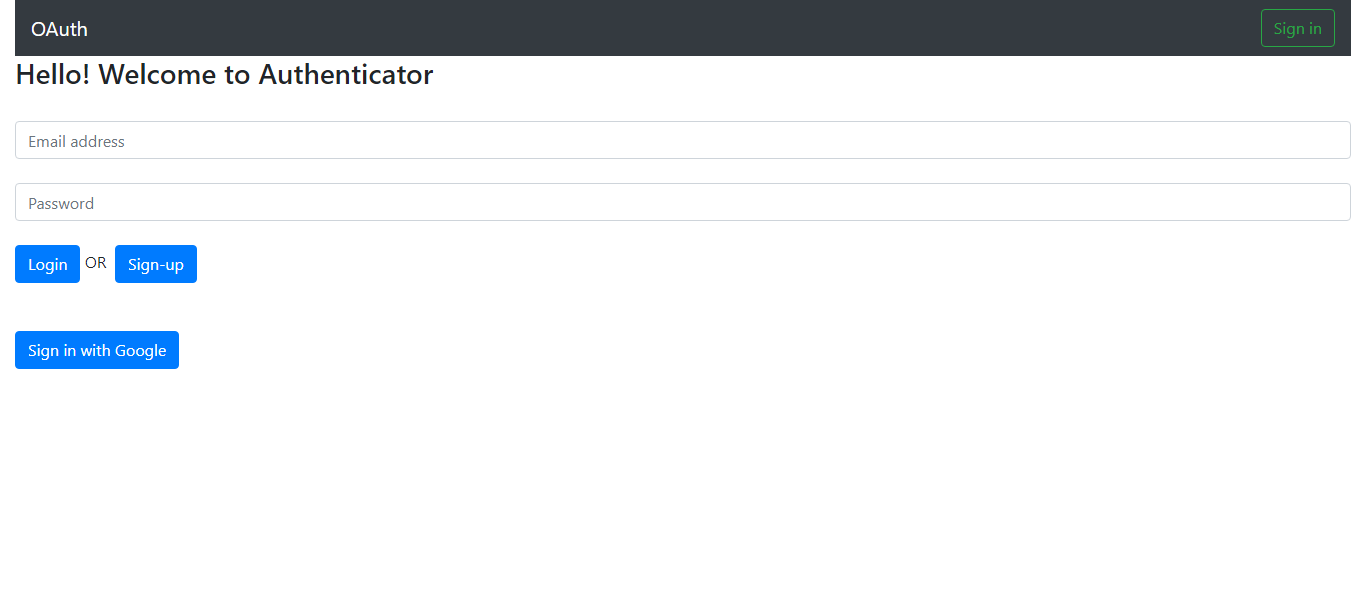 OAuth Sign in
Hello! Welcome to Authenticator
Email address
Password
Login OR Sign-up
Sign in with Google